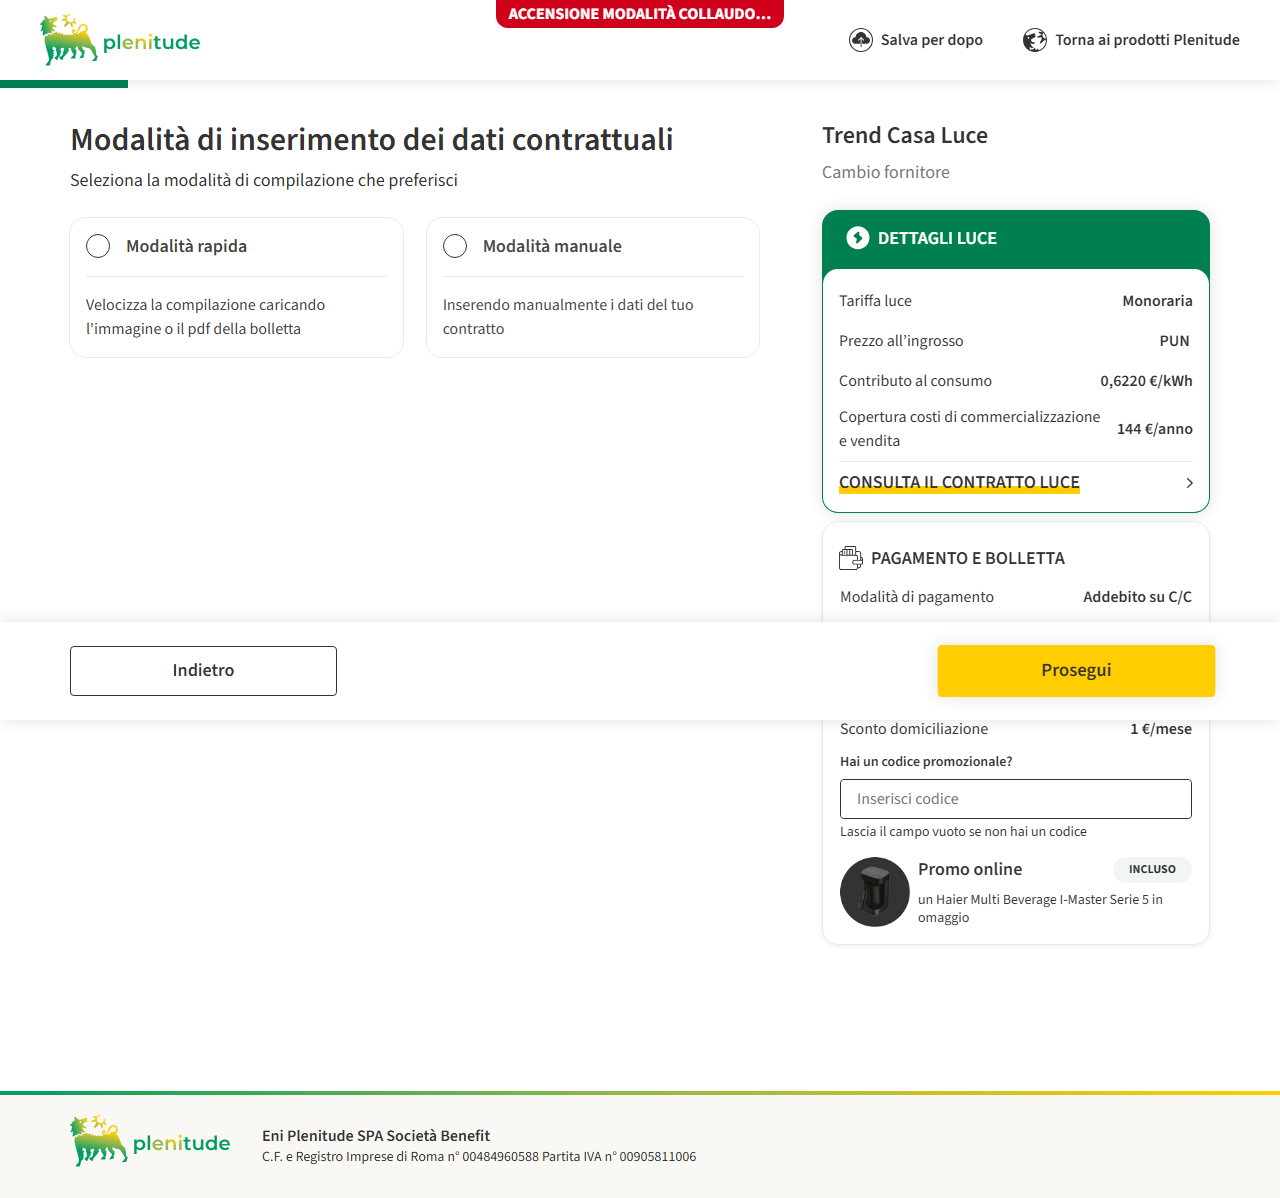 plenitude
ACCENSIONE MODALITÀ COLLAUDO...
Salva per dopo
Torna ai prodotti Plenitude
Modalità di inserimento dei dati contrattuali
Seleziona la modalità di compilazione che preferisci
Modalità rapida
Velocizza la compilazione caricando
l'immagine o il pdf della bolletta
Modalità manuale
Inserendo manualmente i dati del tuo
contratto
Trend Casa Luce
Cambio fornitore
DETTAGLI LUCE
Tariffa luce Monoraria
Prezzo all’ingrosso PUN
Contributo al consumo 0,6220 €/kWh
Copertura costi di commercializzazione
e vendita 144 €/anno
CONSULTA IL CONTRATTO LUCE
PAGAMENTO E BOLLETTA
Modalità di pagamento Addebito su C/C
Indietro
Prosegui
Sconto domiciliazione 1 €/mese
Hai un codice promozionale?
Inserisci codice
Lascia il campo vuoto se non hai un codice
Promo online INCLUSO
un Haier Multi Beverage I-Master Serie 5 in
omaggio
plenitude
Eni Plenitude SPA Società Benefit
C.F. e Registro Imprese di Roma n° 00484960588 Partita IVA n° 00905811006